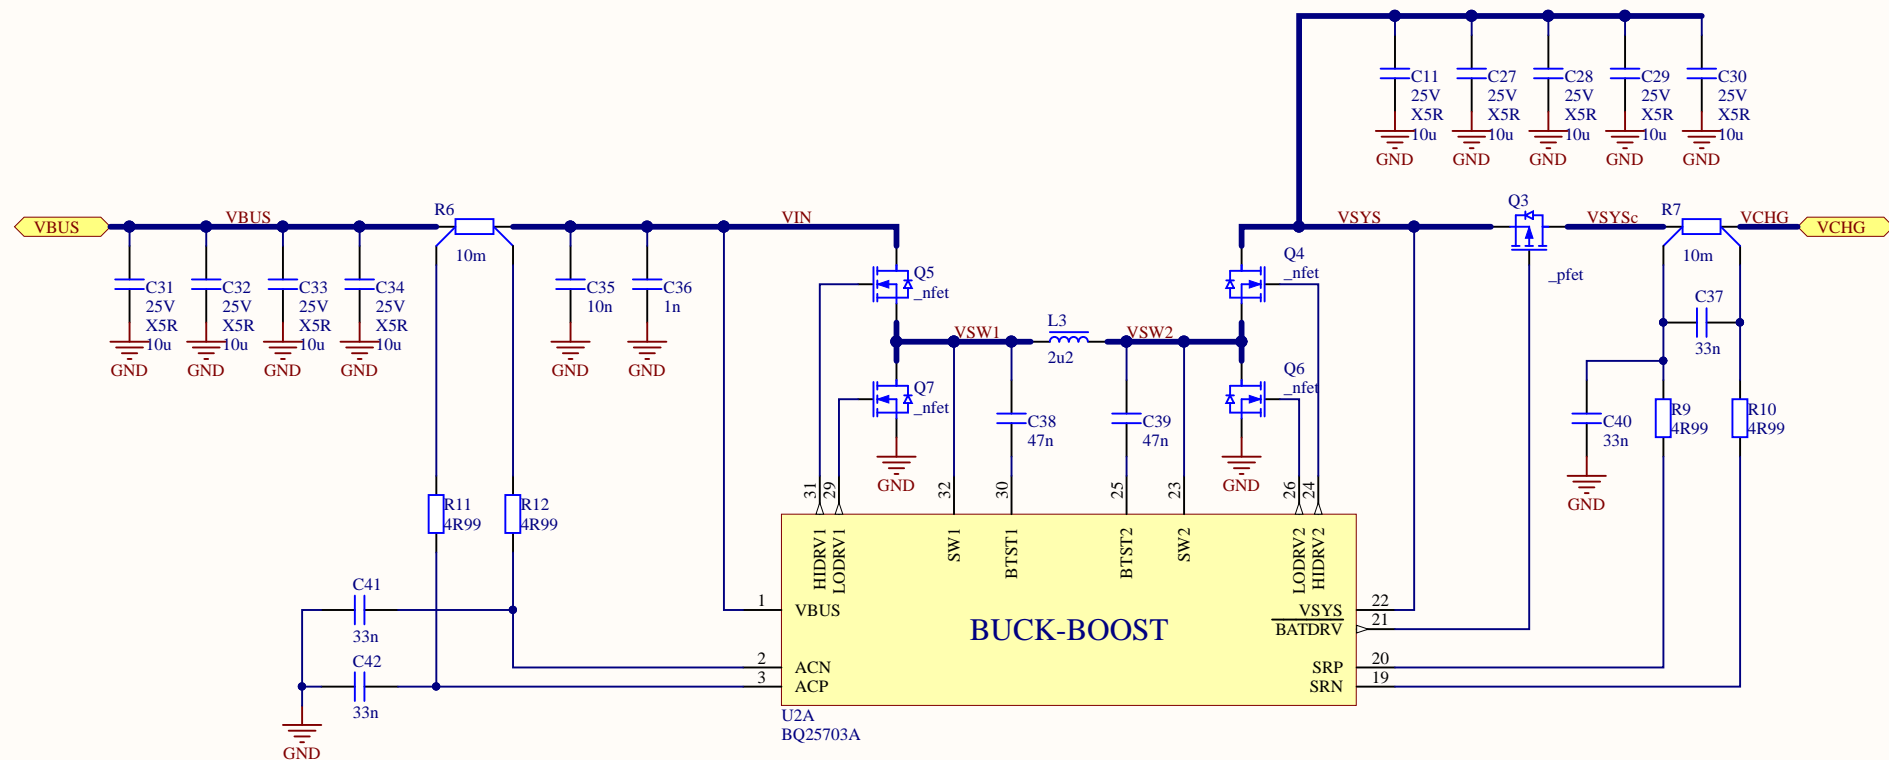 C11
25V
X5R
10u
GND
C27
25V
X5R
10u
GND
C28
25V
X5R
10u
GND
C29
25V
X5R
10u
GND
C30
25V
X5R
10u
GND
VBUS
VBUS
R6
10m
VIN
VSYS
Q3
_pfet
VSYSc
R7
10m
VCHG
VCHG
C31
25V
X5R
10u
GND
C32
25V
X5R
10u
GND
C33
25V
X5R
10u
GND
C34
25V
X5R
10u
GND
C35
10n
GND
C36
1n
GND
Q5
_nfet
Q4
_nfet
VSW1
L3
2u2
VSW2
C37
33n
Q7
_nfet
GND
Q6
_nfet
GND
C38
47n
C39
47n
C40
33n
GND
R9
4R99
R10
4R99
R11
4R99
R12
4R99
31
29
32
30
25
23
26
24
HIDRV1
LODRV1
SW1
BTST1
BTST2
SW2
LODRV2
HIDRV2
C41
33n
C42
33n
GND
1
VBUS
2
ACN
3
ACP
BUCK-BOOST
VSYS
22
BATDRV
21
SRP
20
SRN
19
U2A
BQ25703A